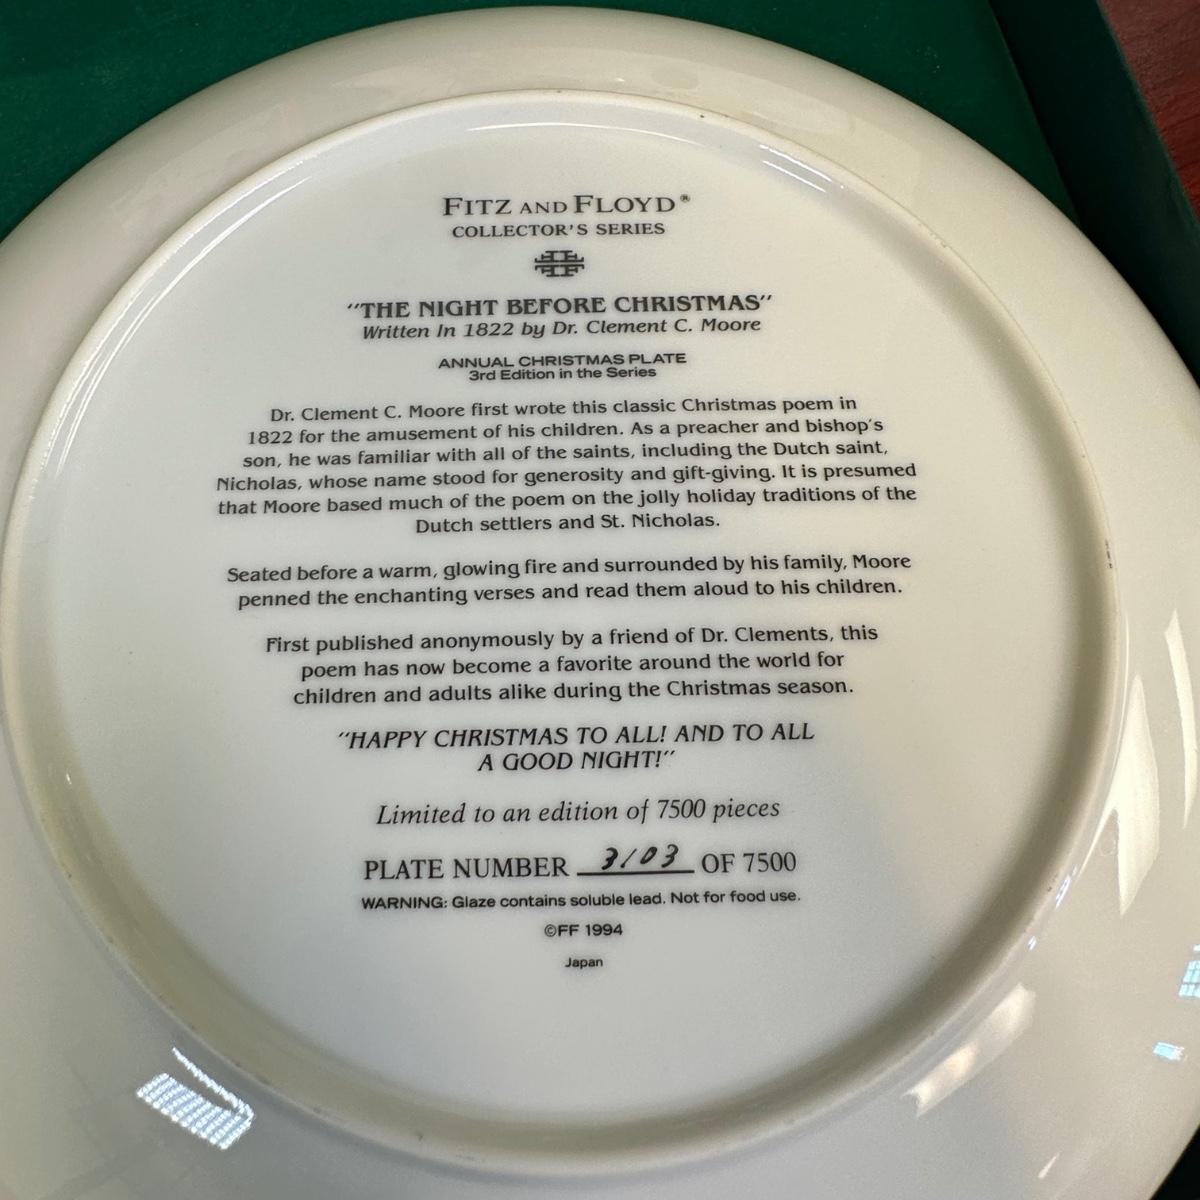 FITZ AND FLOYD®
COLLECTOR'S SERIES
"THE NIGHT BEFORE CHRISTMAS"
Written In 1822 by Dr. Clement C. Moore
ANNUAL CHRISTMAS PLATE
3rd Edition in the Series
Dr. Clement C. Moore first wrote this classic Christmas poem in
1822 for the amusement of his children. As a preacher and bishop's
son, he was familiar with all of the saints, including the Dutch saint,
Nicholas, whose name stood for generosity and gift-giving. It is presumed
that Moore based much of the poem on the jolly holiday traditions of the
Dutch settlers and St. Nicholas.
Seated before a warm, glowing fire and surrounded by his family, Moore
penned the enchanting verses and read them aloud to his children.
First published anonymously by a friend of Dr. Clements, this
poem has now become a favorite around the world for
children and adults alike during the Christmas season.
"HAPPY CHRISTMAS TO ALL! AND TO ALL
A GOOD NIGHT!"
Limited to an edition of 7500 pieces
PLATE NUMBER 3103 OF 7500
WARNING: Glaze contains soluble lead. Not for food use.
©FF 1994
Japan